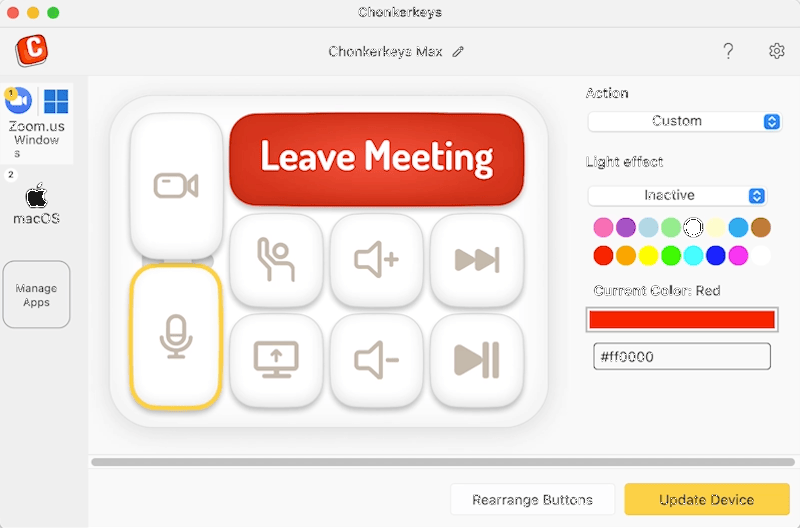 Chonkerkeys
C
Chonkerkeys Max
?
1
Zoom.us
Window
s
2
macOS
Manage
Apps
Leave Meeting
Action
Custom
Light effect
Inactive
Current Color: Red
#ff0000
Rearrange Buttons
Update Device